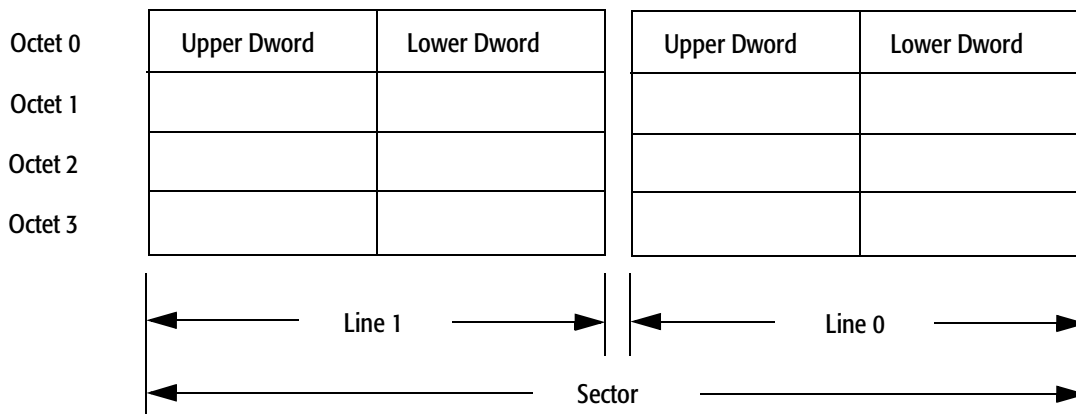 Octet 0 Upper Dword Lower Dword Upper Dword Lower Dword
Octet 1
Octet 2
Octet 3
Line 1 Line 0
Sector